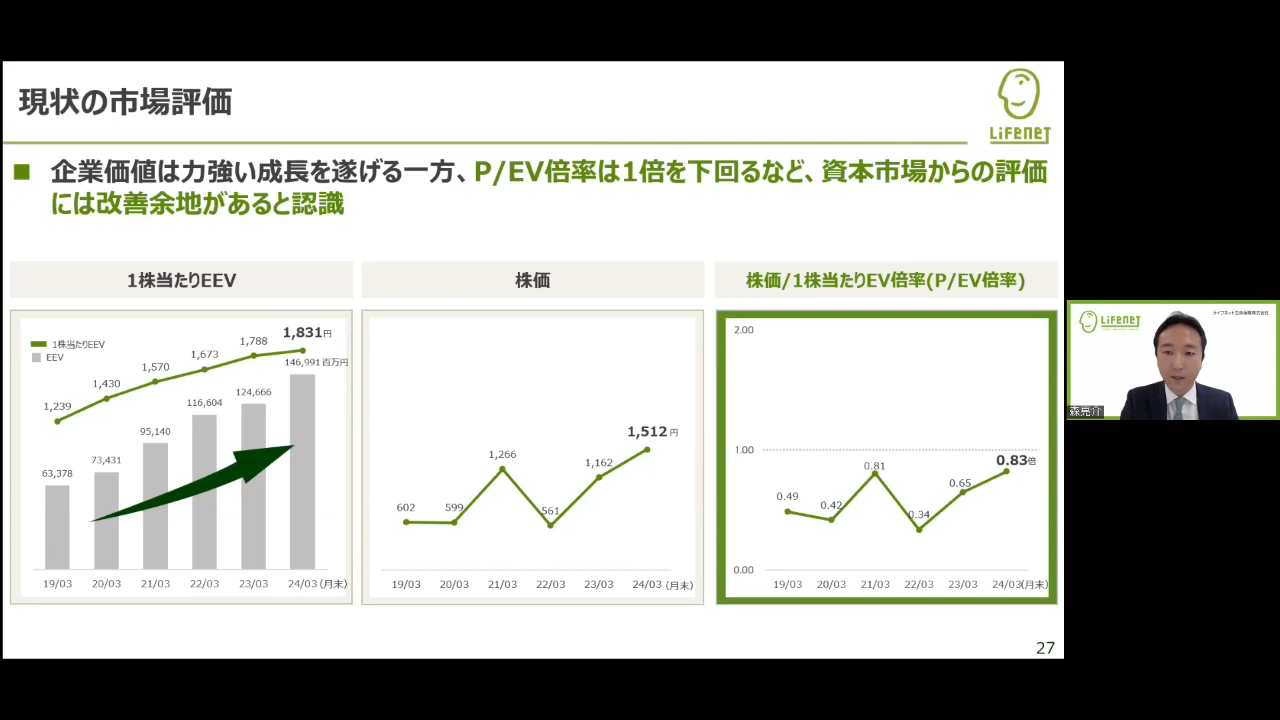 現状の市場評価
LIFENET
■ 企業価値は力強い成長を遂げる一方、P/EV倍率は1倍を下回るなど、資本市場からの評価
には改善余地があると認識
1株当たりEEV
1株当たりEEV
EEV
1,239
1,430
1,570
1,673
1,788
1,831円
63,378
73,431
95,140
116,604
124,666
146,991百万円
19/03 20/03 21/03 22/03 23/03 24/03 (月末)
株価
602
599
1,266
561
1,162
1,512円
19/03 20/03 21/03 22/03 23/03 24/03 (月末)
株価/1株当たりEV倍率(P/EV倍率)
2.00
1.00
0.00
0.49
0.42
0.81
0.34
0.65
0.83倍
19/03 20/03 21/03 22/03 23/03 24/03(月末)
27
LIFENET
ライフネット生命保険株式会社
森亮介